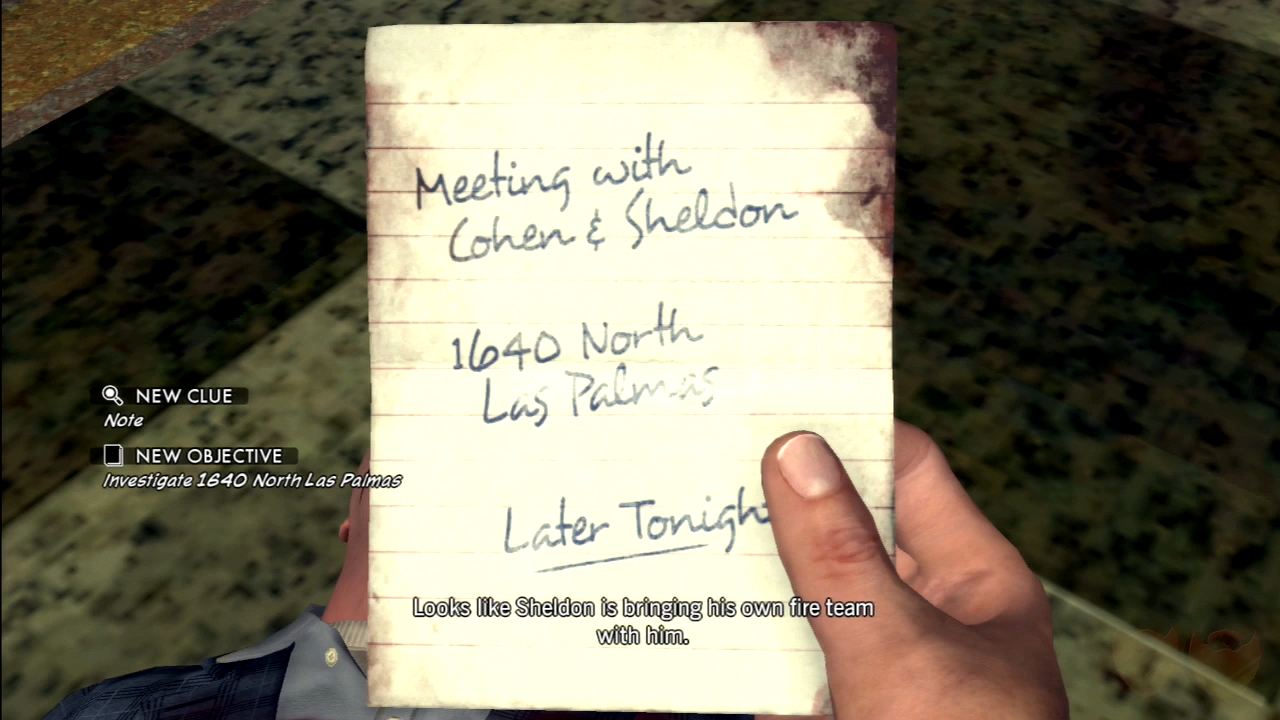 Meeting with
Cohen & Sheldon
1640 North
Las Palmas
Later Tonigh
NEW CLUE
Note
NEW OBJECTIVE
Investigate 1640 North Las Palmas
Looks like Sheldon is bringing his own fire team
with him.